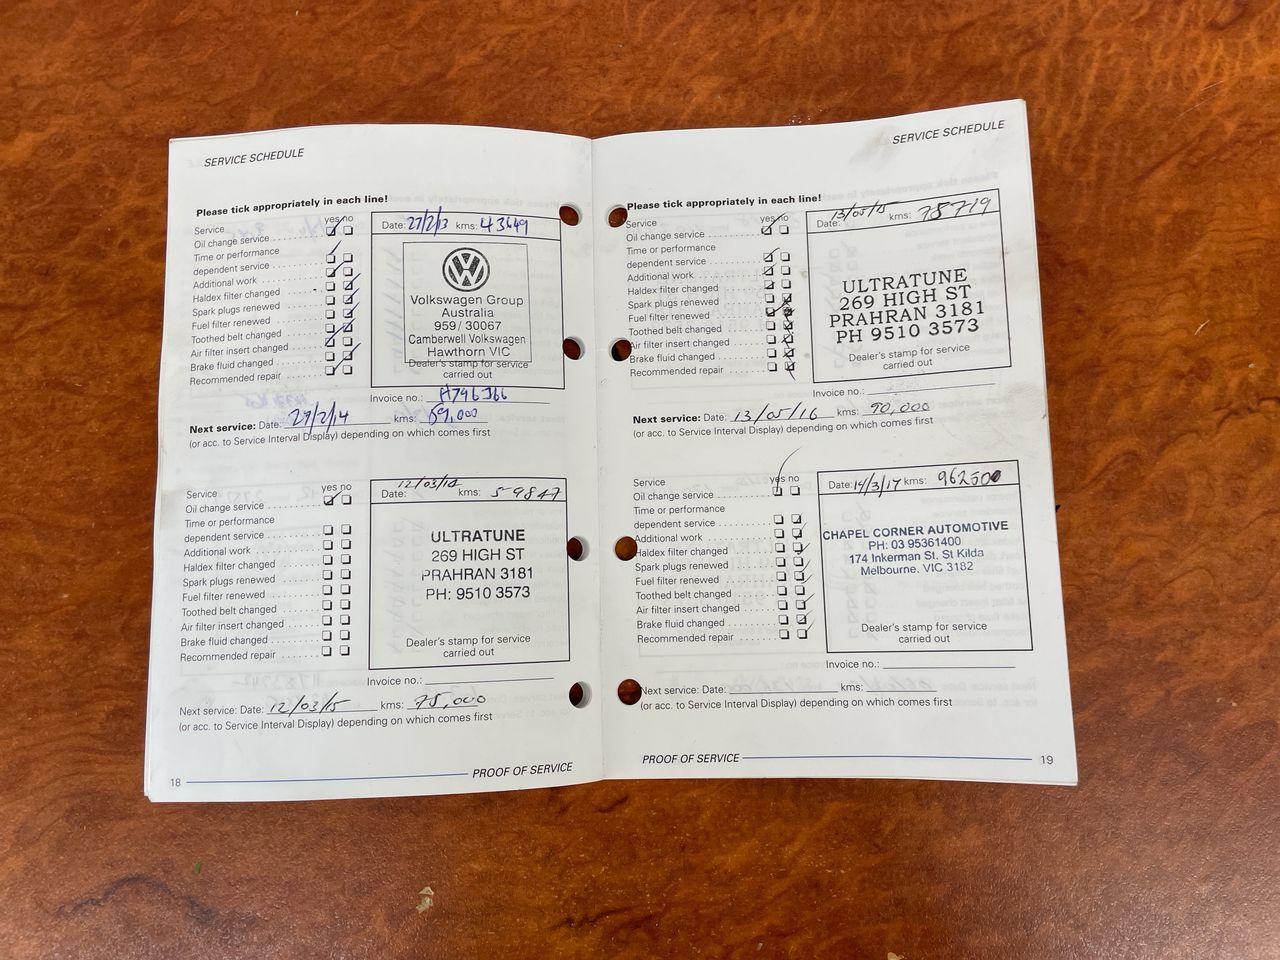 SERVICE SCHEDULE
Please tick appropriately in each line!
yes no
Service
Oil change service
Time or performance
dependent service
Additional work
Haldex filter changed
Spark plugs renewed
Fuel filter renewed
Toothed belt changed
Air filter insert changed
Brake fluid changed
Recommended repair
Date: 27/2/13 kms: 43649
Volkswagen Group
Australia
959/ 30067
Camberwell Volkswagen
Hawthorn VIC
Dealer's stamp for service
carried out
Invoice no.:
Next service: Date: 27/2/14 kms: 69,000
(or acc. to Service Interval Display) depending on which comes first
yes no
Service
Oil change service
Time or performance
dependent service
Additional work
Haldex filter changed
Spark plugs renewed
Fuel filter renewed
Toothed belt changed
Air filter insert changed
Brake fluid changed
Recommended repair
Date: 12/03/14 kms: 59847
ULTRATUNE
269 HIGH ST
PRAHRAN 3181
PH: 9510 3573
Dealer's stamp for service
carried out
Invoice no.:
Next service: Date: 12/03/15 kms: 75,000
(or acc. to Service Interval Display) depending on which comes first
18
PROOF OF SERVICE
SERVICE SCHEDULE
Please tick appropriately in each line!
yes no
Service
Oil change service
Time or performance
dependent service
Additional work
Haldex filter changed
Spark plugs renewed
Fuel filter renewed
Toothed belt changed
Air filter insert changed
Brake fluid changed
Recommended repair
Date: 13/05/15 kms: 78719
ULTRATUNE
269 HIGH ST
PRAHRAN 3181
PH 9510 3573
Dealer's stamp for service
carried out
Invoice no.:
Next service: Date: 13/05/16 kms: 90,000
(or acc. to Service Interval Display) depending on which comes first
yes no
Service
Oil change service
Time or performance
dependent service
Additional work
Haldex filter changed
Spark plugs renewed
Fuel filter renewed
Toothed belt changed
Air filter insert changed
Brake fluid changed
Recommended repair
Date: 14/3/17 kms: 962500
CHAPEL CORNER AUTOMOTIVE
PH: 03 95361400
174 Inkerman St. St Kilda
Melbourne. VIC 3182
Dealer's stamp for service
carried out
Invoice no.:
Next service: Date: kms:
(or acc. to Service Interval Display) depending on which comes first
PROOF OF SERVICE
19